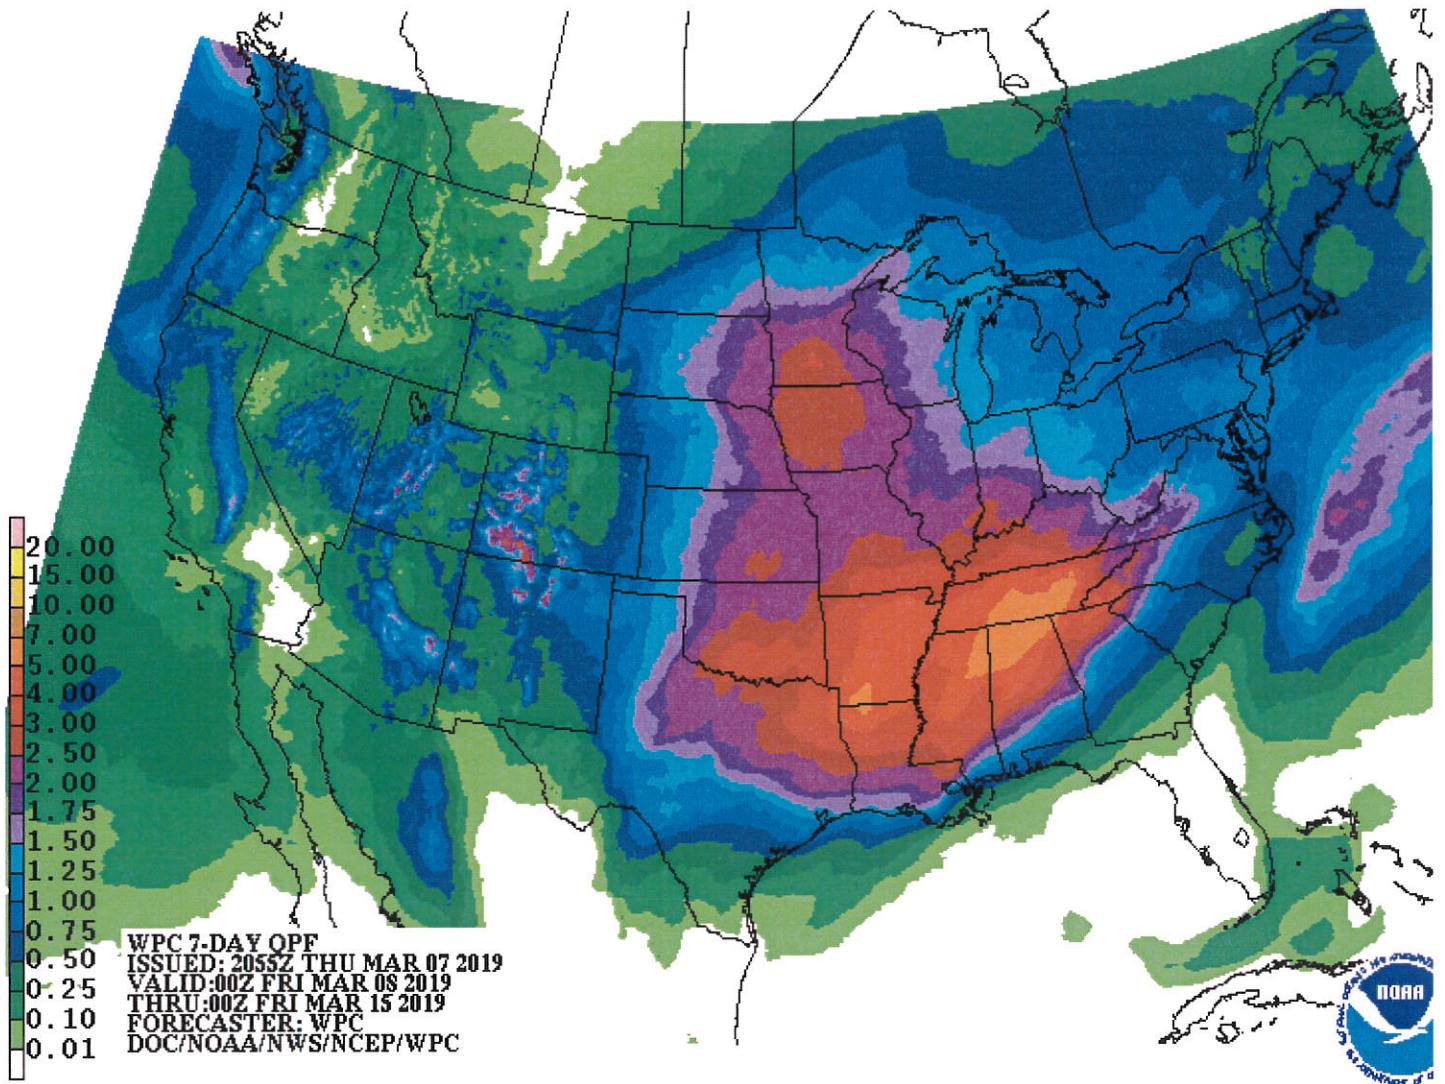 20.00
15.00
10.00
7.00
5.00
4.00
3.00
2.50
2.00
1.75
1.50
1.25
1.00
0.75
0.50
0.25
0.10
0.01
WPC 7-DAY QPF
ISSUED: 2055Z THU MAR 07 2019
VALID:00Z FRI MAR 08 2019
THRU:00Z FRI MAR 15 2019
FORECASTER: WPC
DOC/NOAA/NWS/NCEP/WPC
NOAA